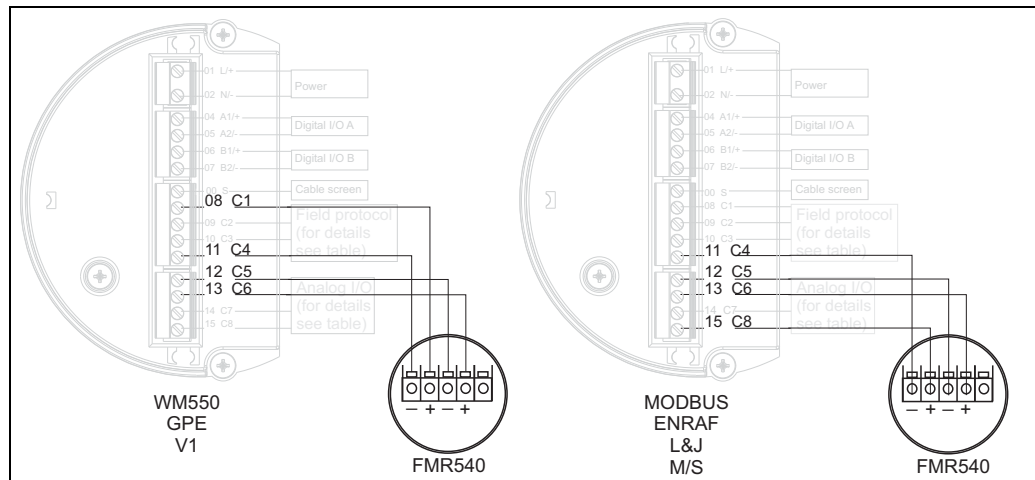 01 L/+
Power
02 N/-
04 A1/+
Digital I/O A
05 A2/-
06 B1/+
Digital I/O B
07 B2/-
00 S
Cable screen
08 C1
Field protocol
09 C2
(for details
10 C3
see table)
11 C4
12 C5
13 C6
Analog I/O
(for details
14 C7
see table)
15 C8
– + – +
WM550
GPE
V1
FMR540
01 L/+
Power
02 N/-
04 A1/+
Digital I/O A
05 A2/-
06 B1/+
Digital I/O B
07 B2/-
00 S
Cable screen
08 C1
Field protocol
09 C2
(for details
10 C3
see table)
11 C4
12 C5
13 C6
Analog I/O
(for details
14 C7
see table)
15 C8
– + – +
MODBUS
ENRAF
L&J
M/S
FMR540